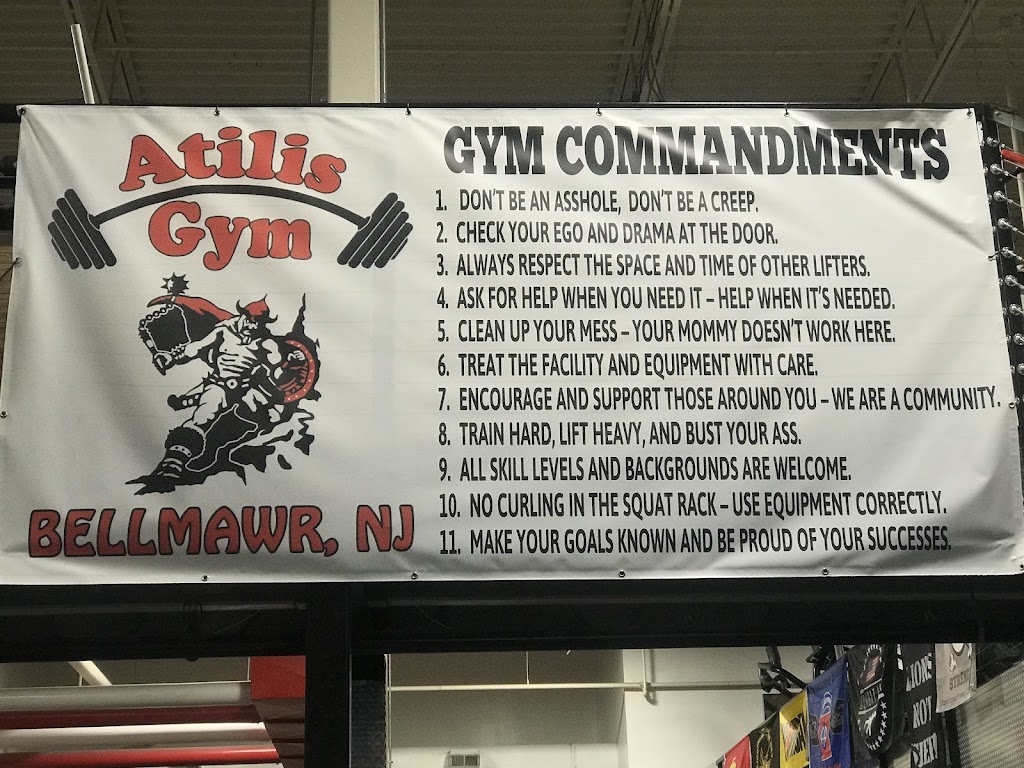 Atilis
Gym
BELLMAWR, NJ
GYM COMMANDMENTS
1. DON'T BE AN ASSHOLE, DON'T BE A CREEP.
2. CHECK YOUR EGO AND DRAMA AT THE DOOR.
3. ALWAYS RESPECT THE SPACE AND TIME OF OTHER LIFTERS.
4. ASK FOR HELP WHEN YOU NEED IT – HELP WHEN IT'S NEEDED.
5. CLEAN UP YOUR MESS – YOUR MOMMY DOESN'T WORK HERE.
6. TREAT THE FACILITY AND EQUIPMENT WITH CARE.
7. ENCOURAGE AND SUPPORT THOSE AROUND YOU – WE ARE A COMMUNITY.
8. TRAIN HARD, LIFT HEAVY, AND BUST YOUR ASS.
9. ALL SKILL LEVELS AND BACKGROUNDS ARE WELCOME.
10. NO CURLING IN THE SQUAT RACK – USE EQUIPMENT CORRECTLY.
11. MAKE YOUR GOALS KNOWN AND BE PROUD OF YOUR SUCCESSES.
LIONS
NOT